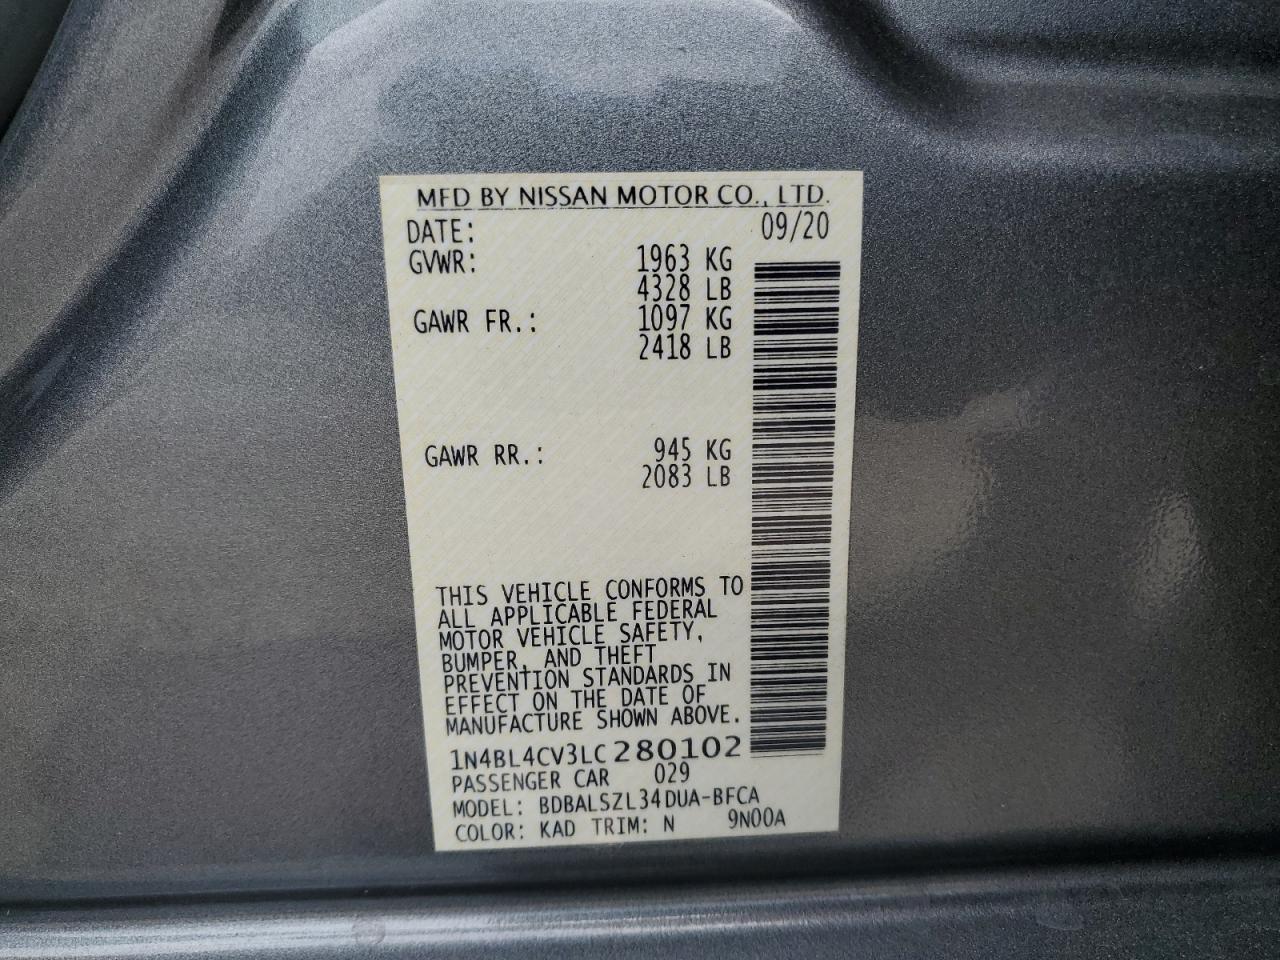 MFD BY NISSAN MOTOR CO., LTD.
DATE: 09/20
GVWR: 1963 KG
4328 LB
GAWR FR.: 1097 KG
2418 LB
GAWR RR.: 945 KG
2083 LB
THIS VEHICLE CONFORMS TO
ALL APPLICABLE FEDERAL
MOTOR VEHICLE SAFETY,
BUMPER, AND THEFT
PREVENTION STANDARDS IN
EFFECT ON THE DATE OF
MANUFACTURE SHOWN ABOVE.
1N4BL4CV3LC280102
PASSENGER CAR 029
MODEL: BDBALSZL34DUA-BFCA
COLOR: KAD TRIM: N 9N00A